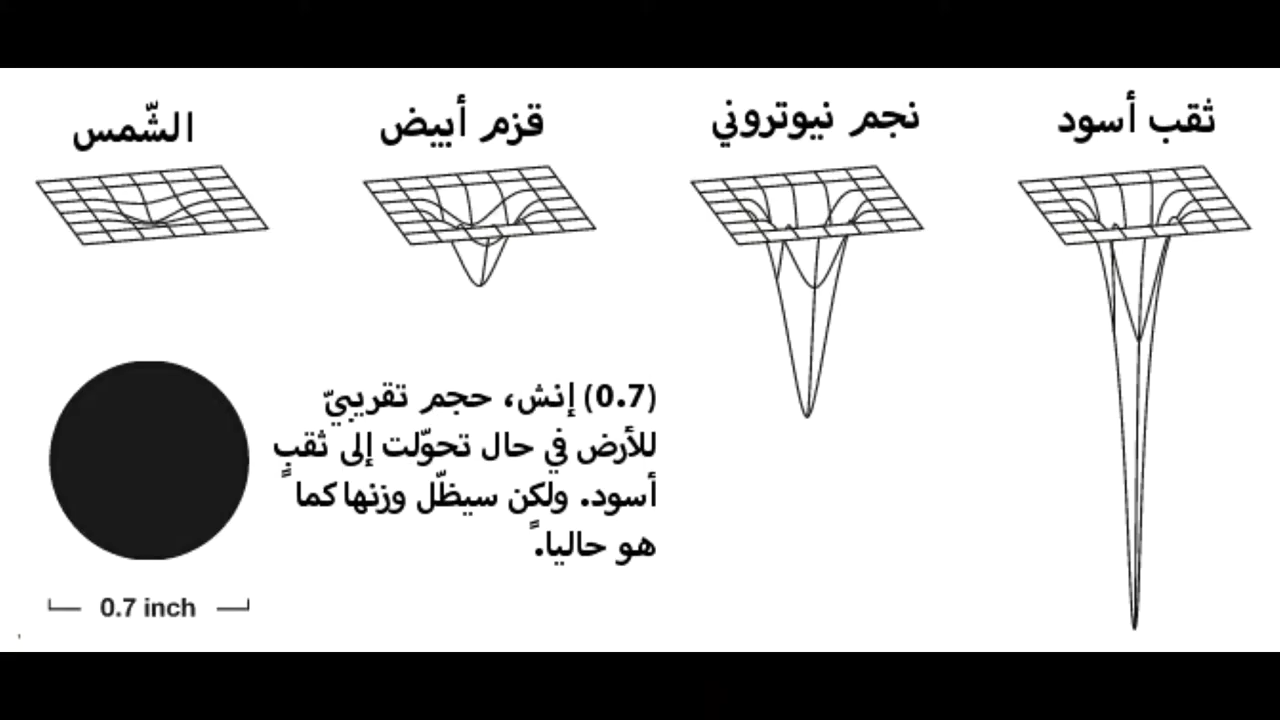 ثقب أسود
نجم نيوتروني
قزم أبيض
الشّمس
(0.7) إنش، حجم تقريبيّ
للأرض في حال تحوّلت إلى ثقبٍ
أسود. ولكن سيظّل وزنها كما
هو حالياً.
0.7 inch